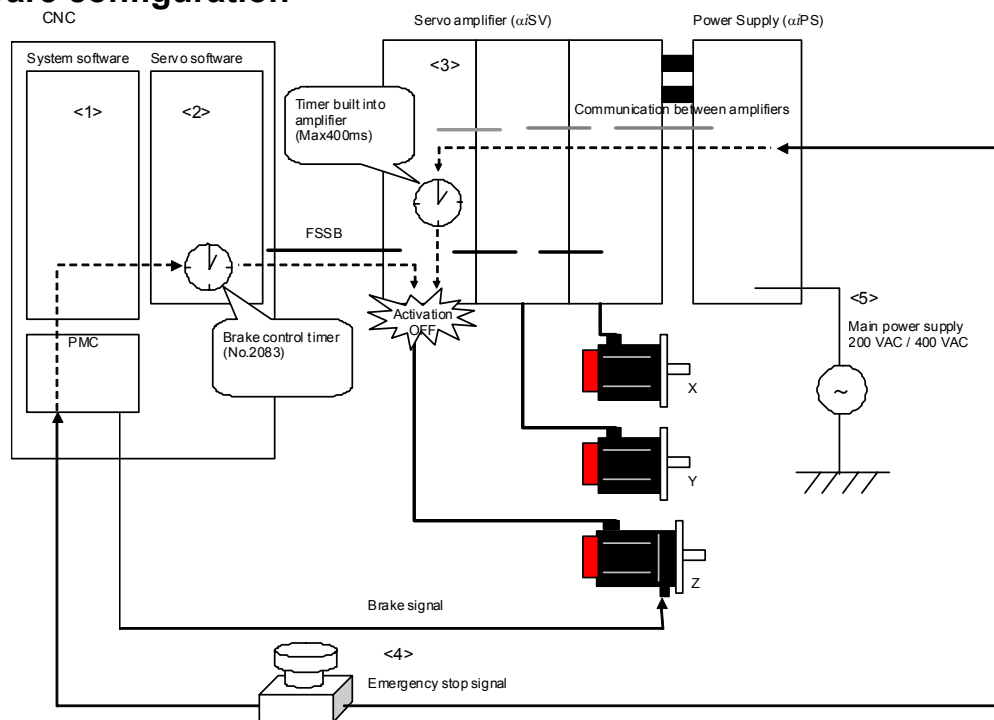 are configuration
CNC
Servo amplifier (αiSV)
Power Supply (αiPS)
System software
Servo software
<1>
<2>
<3>
Timer built into
amplifier
(Max400ms)
Communication between amplifiers
FSSB
Activation
OFF
PMC
Brake control timer
(No.2083)
<5>
Main power supply
200 VAC / 400 VAC
~
X
Y
Z
Brake signal
<4>
Emergency stop signal